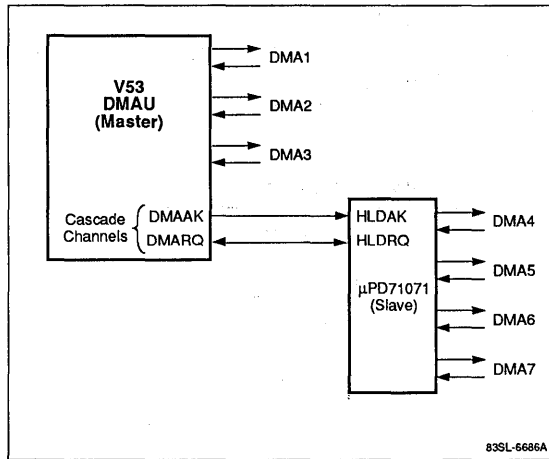 V53
DMAU
(Master)
DMA1
DMA2
DMA3
Cascade
Channels
DMAAK
DMARQ
HLDAK
HLDRQ
μPD71071
(Slave)
DMA4
DMA5
DMA6
DMA7
83SL-6686A